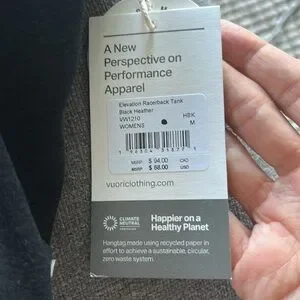 A New
Perspective on
Performance
Apparel
Elevation Racerback Tank
Black Heather
VW1210 HBK
WOMENS M
MSRP $ 94.00 CAD
MSRP $ 68.00 USD
vuoriclothing.com
CLIMATE
NEUTRAL
CERTIFIED
Happier on a
Healthy Planet
Hangtag made using recycled paper in
effort to achieve a sustainable, circular,
zero waste system.